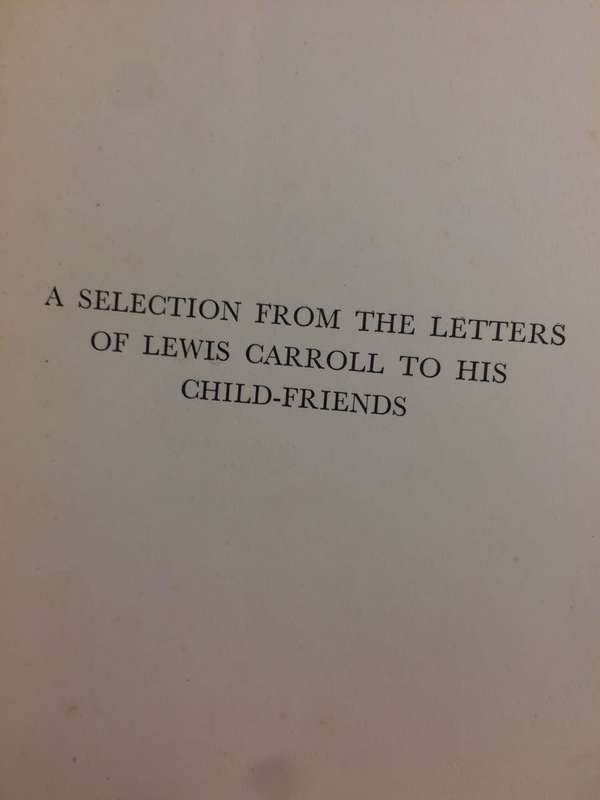 A SELECTION FROM THE LETTERS
OF LEWIS CARROLL TO HIS
CHILD-FRIENDS